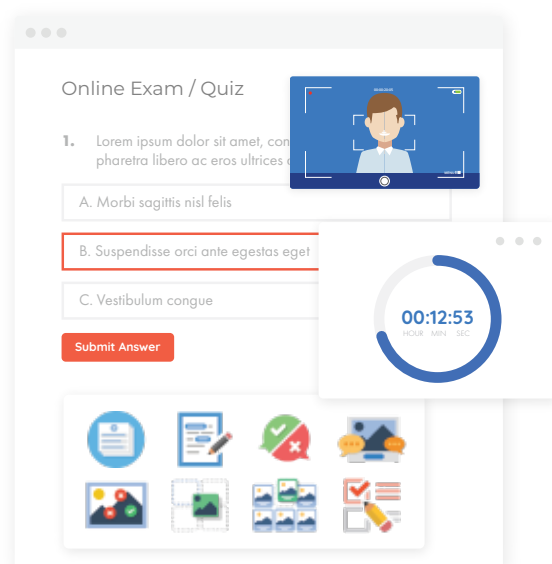 Online Exam / Quiz
1. Lorem ipsum dolor sit amet,
pharetra libero ac eros ultrices
A. Morbi sagittis nisl felis
B. Suspendisse orci ante egestas eget
C. Vestibulum congue
00:12:53
HOUR MIN SEC
Submit Answer